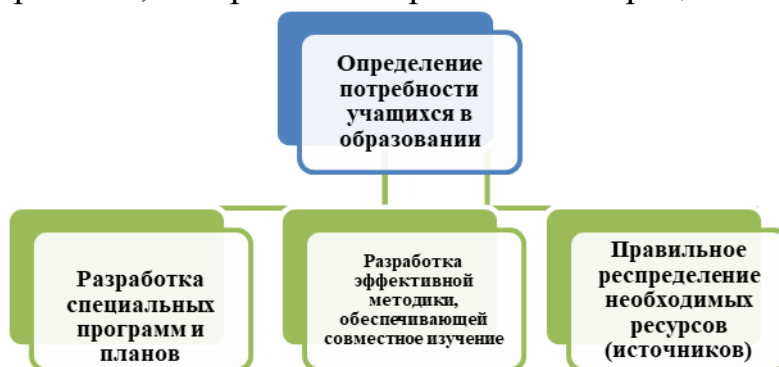 Определение
потребности
учащихся в
образовании
Разработка
специальных
программ и
планов
Разработка
эффективной
методики,
обеспечивающей
совместное изучение
Правильное
респределение
необходимых
ресурсов
(источников)